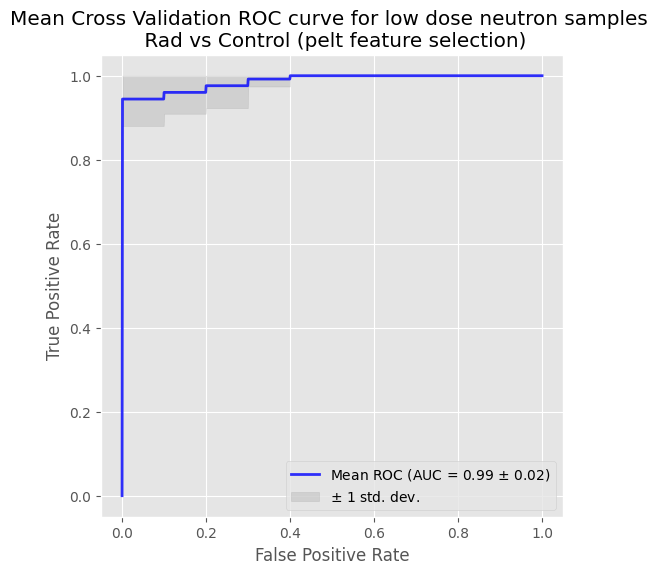 Mean Cross Validation ROC curve for low dose neutron samples
Rad vs Control (pelt feature selection)
1.0
0.8
0.6
0.4
0.2
0.0
True Positive Rate
Mean ROC (AUC = 0.99 ± 0.02)
± 1 std. dev.
0.0 0.2 0.4 0.6 0.8 1.0
False Positive Rate